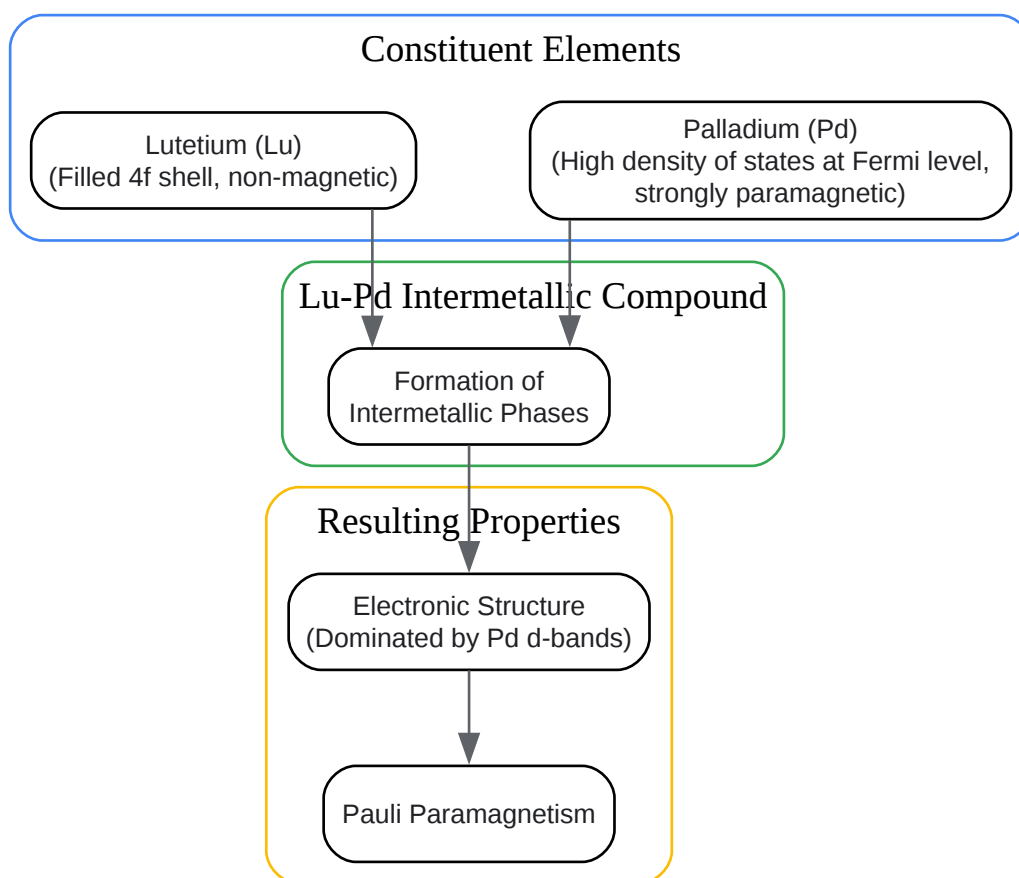 Constituent Elements
Lutetium (Lu)
(Filled 4f shell, non-magnetic)
Palladium (Pd)
(High density of states at Fermi level,
strongly paramagnetic)
Lu-Pd Intermetallic Compound
Formation of
Intermetallic Phases
Resulting Properties
Electronic Structure
(Dominated by Pd d-bands)
Pauli Paramagnetism